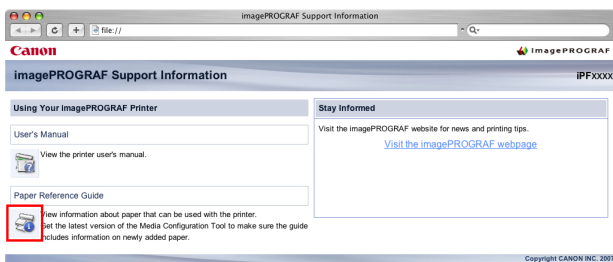 imagePROGRAF Support Information
file://
Canon
imagePROGRAF
imagePROGRAF Support Information
iPFXXXX
Using Your imagePROGRAF Printer
Stay Informed
User's Manual
Visit the imagePROGRAF website for news and printing tips.
Visit the imagePROGRAF webpage
View the printer user's manual.
Paper Reference Guide
View information about paper that can be used with the printer.
Get the latest version of the Media Configuration Tool to make sure the guide
includes information on newly added paper.
Copyright CANON INC. 200